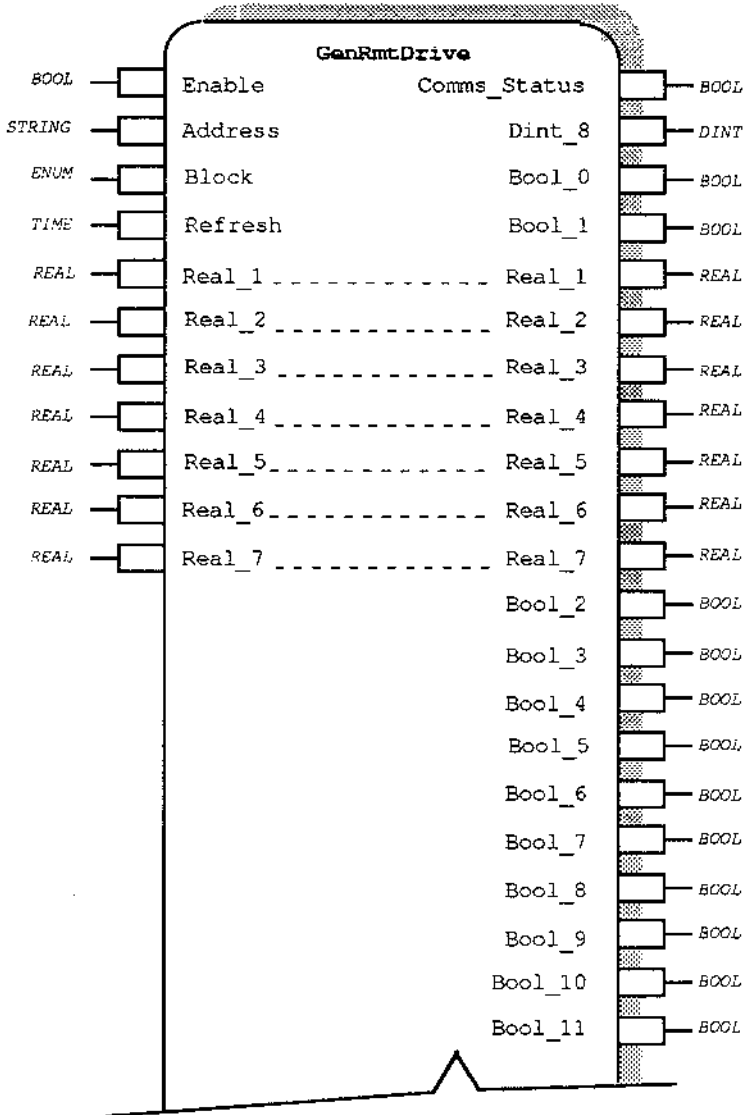 GenRmtDrive
BOOL Enable Comms_Status BOOL
STRING Address Dint_8 DINT
ENUM Block Bool_0 BOOL
TIME Refresh Bool_1 BOOL
REAL Real_1 Real_1 REAL
REAL Real_2 Real_2 REAL
REAL Real_3 Real_3 REAL
REAL Real_4 Real_4 REAL
REAL Real_5 Real_5 REAL
REAL Real_6 Real_6 REAL
REAL Real_7 Real_7 REAL
Bool_2 BOOL
Bool_3 BOOL
Bool_4 BOOL
Bool_5 BOOL
Bool_6 BOOL
Bool_7 BOOL
Bool_8 BOOL
Bool_9 BOOL
Bool_10 BOOL
Bool_11 BOOL